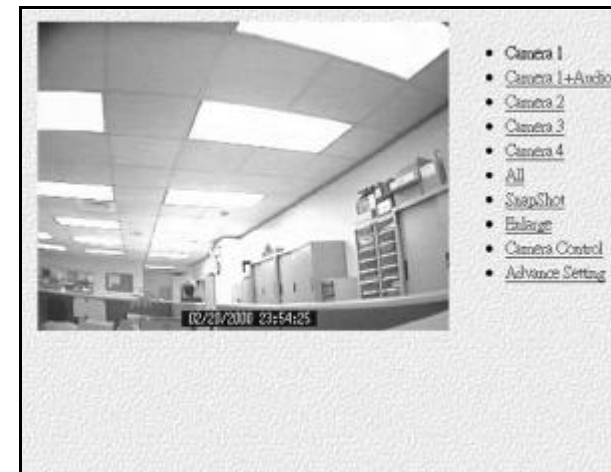 Camera 1
Camera 1+Audio
Camera 2
Camera 3
Camera 4
All
SnapShot
Enlarge
Camera Control
Advance Setting
02/20/2000 23:54:25